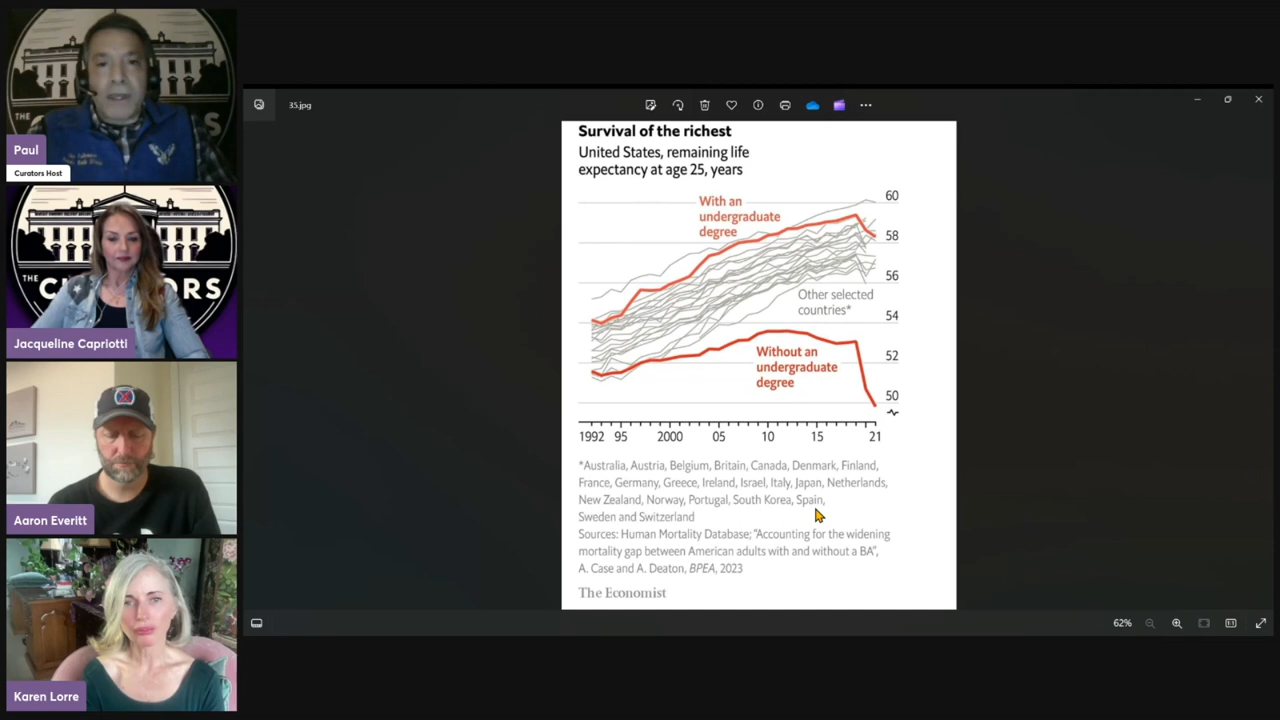 THE
S
Paul
Curators Host
THE
CU
ORS
Jacqueline Capriotti
Aaron Everitt
Karen Lorre
35.jpg
Survival of the richest
United States, remaining life
expectancy at age 25, years
60
With an
undergraduate
degree
58
56
Other selected
countries*
54
Without an
undergraduate
degree
52
50
1992 95 2000 05 10 15 21
*Australia, Austria, Belgium, Britain, Canada, Denmark, Finland,
France, Germany, Greece, Ireland, Israel, Italy, Japan, Netherlands,
New Zealand, Norway, Portugal, South Korea, Spain,
Sweden and Switzerland
Sources: Human Mortality Database; "Accounting for the widening
mortality gap between American adults with and without a BA",
A. Case and A. Deaton, BPEA, 2023
The Economist
62%